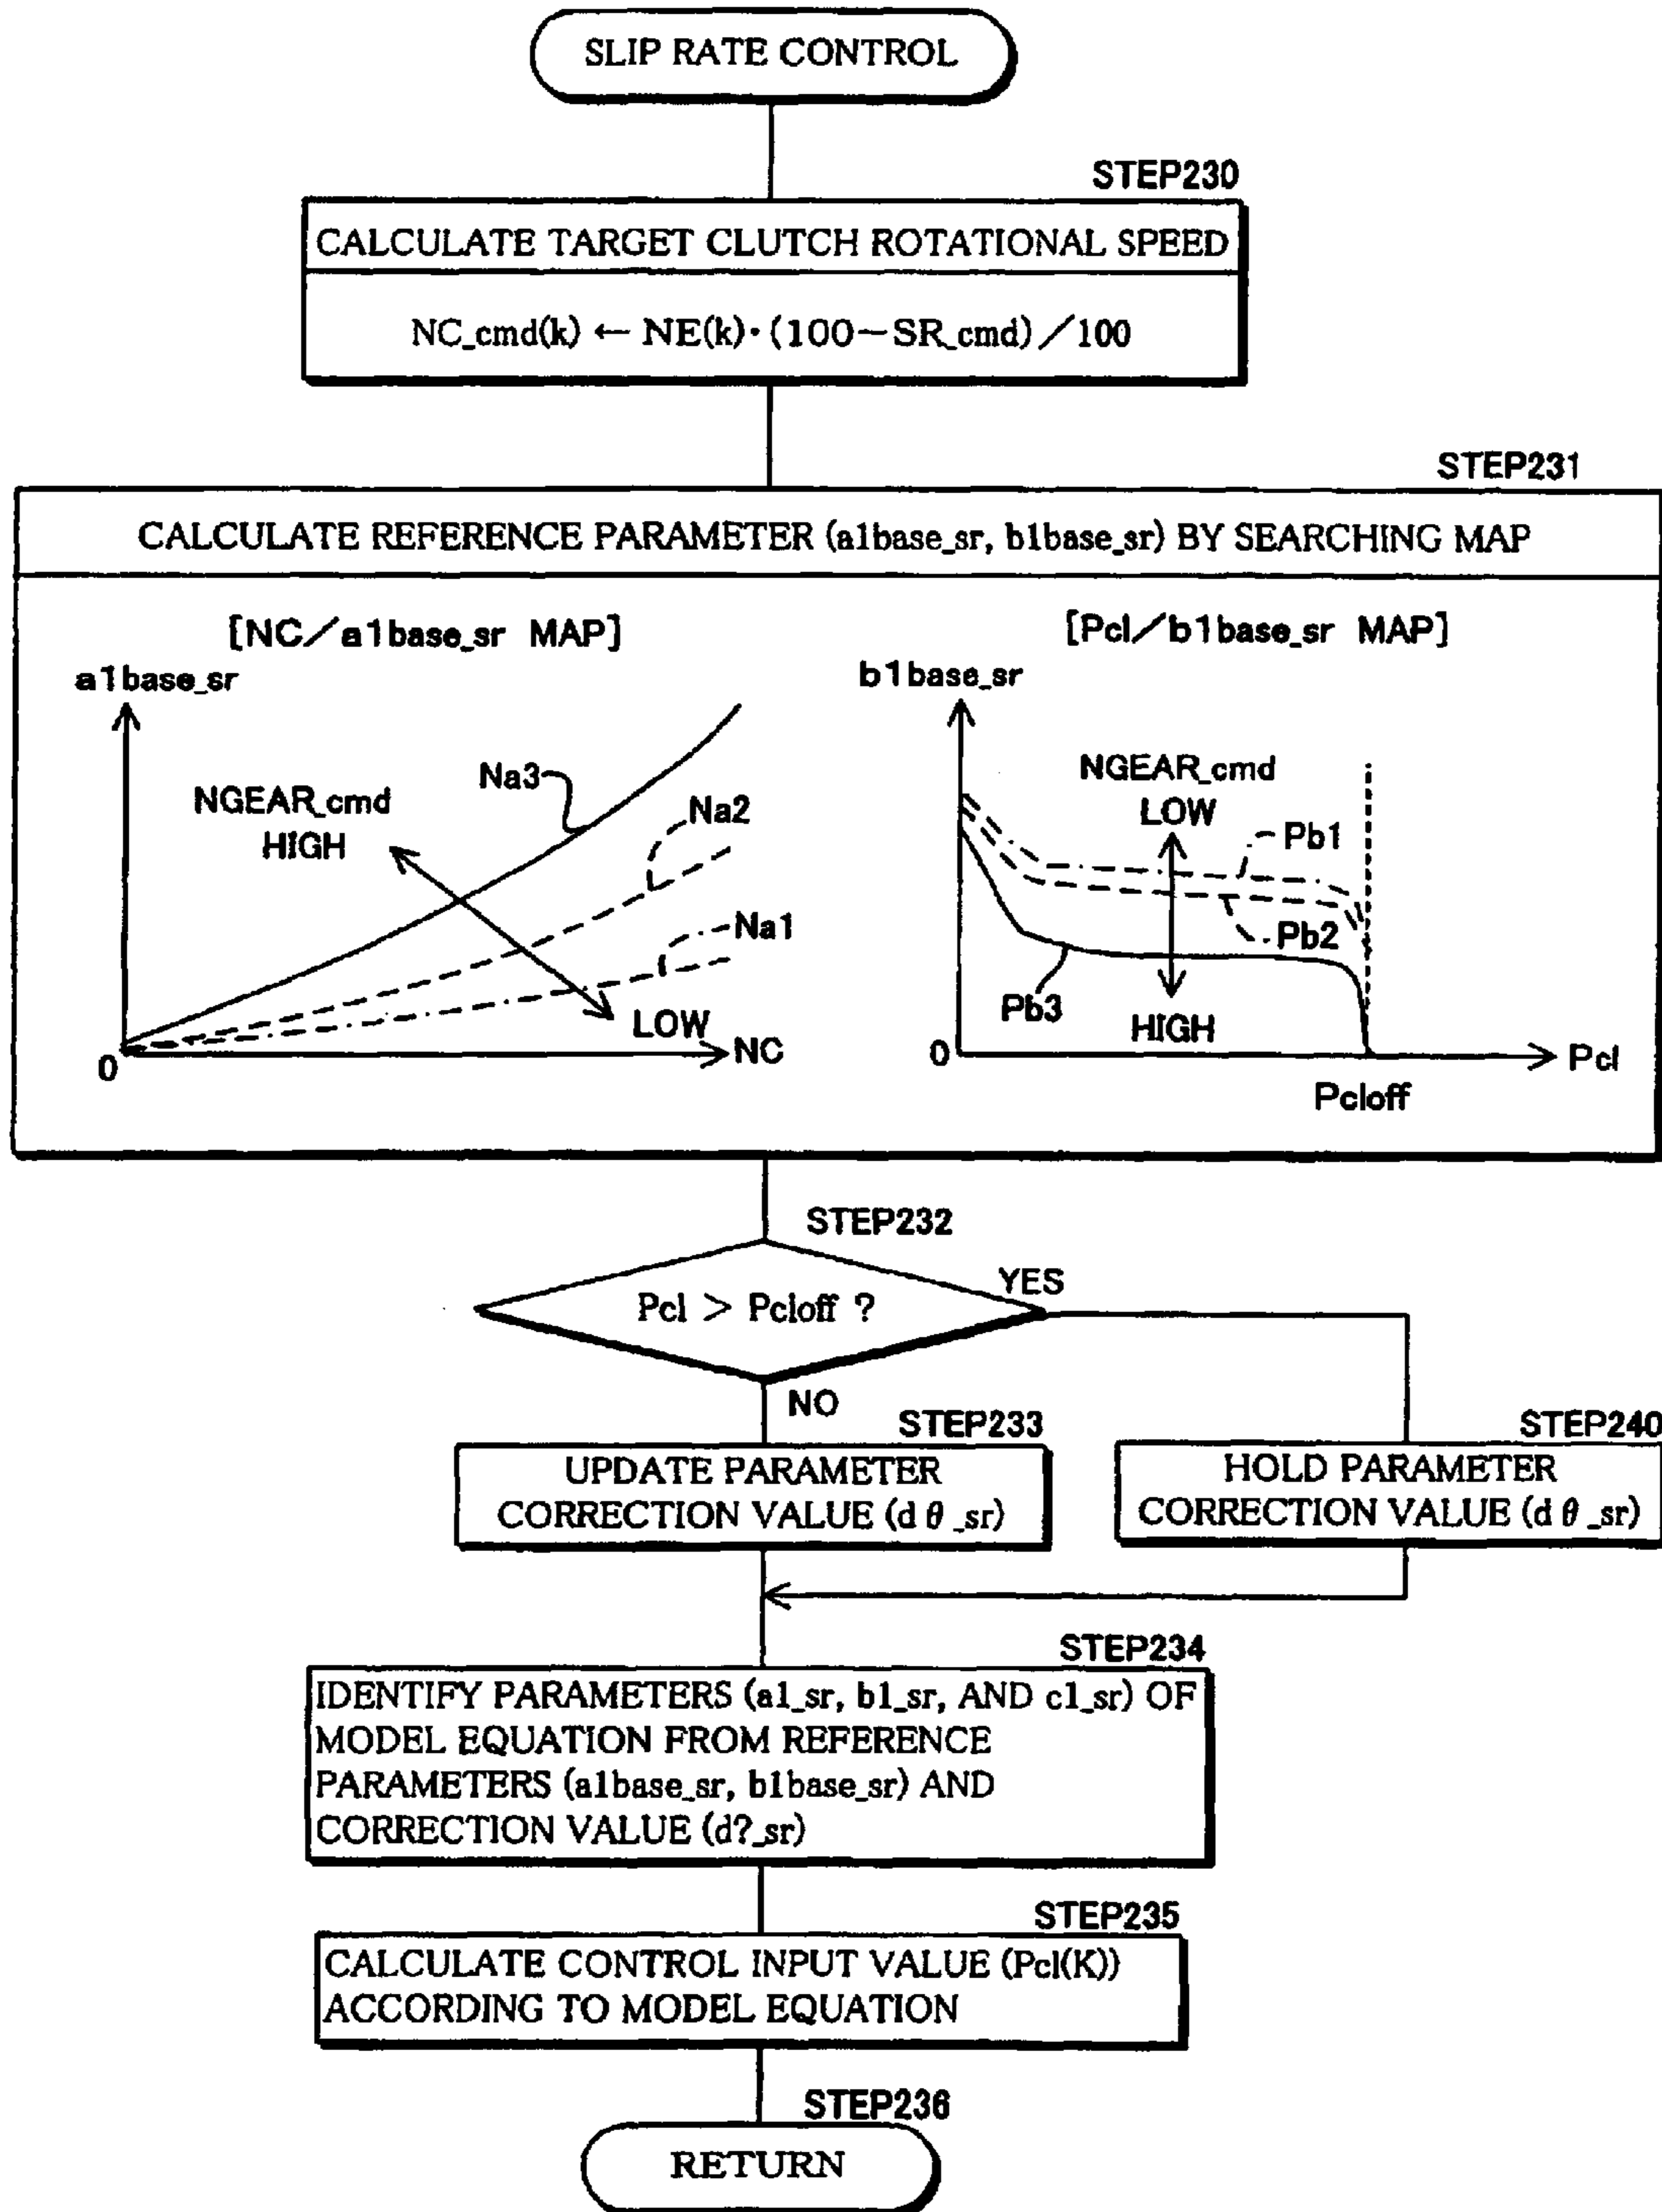 SLIP RATE CONTROL
STEP230
CALCULATE TARGET CLUTCH ROTATIONAL SPEED
NC_cmd(k) ← NE(k)·(100−SR_cmd)／100
STEP231
CALCULATE REFERENCE PARAMETER (a1base_sr, b1base_sr) BY SEARCHING MAP
[NC／a1base_sr MAP]
a1base_sr
NGEAR_cmd
HIGH
Na3
Na2
Na1
LOW
NC
0
[Pcl／b1base_sr MAP]
b1base_sr
NGEAR_cmd
LOW
Pb1
Pb2
Pb3
HIGH
0
Pcl
Pcloff
STEP232
Pcl > Pcloff ?
YES
NO
STEP233
UPDATE PARAMETER
CORRECTION VALUE (d θ _sr)
STEP240
HOLD PARAMETER
CORRECTION VALUE (d θ _sr)
STEP234
IDENTIFY PARAMETERS (a1_sr, b1_sr, AND c1_sr) OF
MODEL EQUATION FROM REFERENCE
PARAMETERS (a1base_sr, b1base_sr) AND
CORRECTION VALUE (d?_sr)
STEP235
CALCULATE CONTROL INPUT VALUE (Pcl(K))
ACCORDING TO MODEL EQUATION
STEP236
RETURN